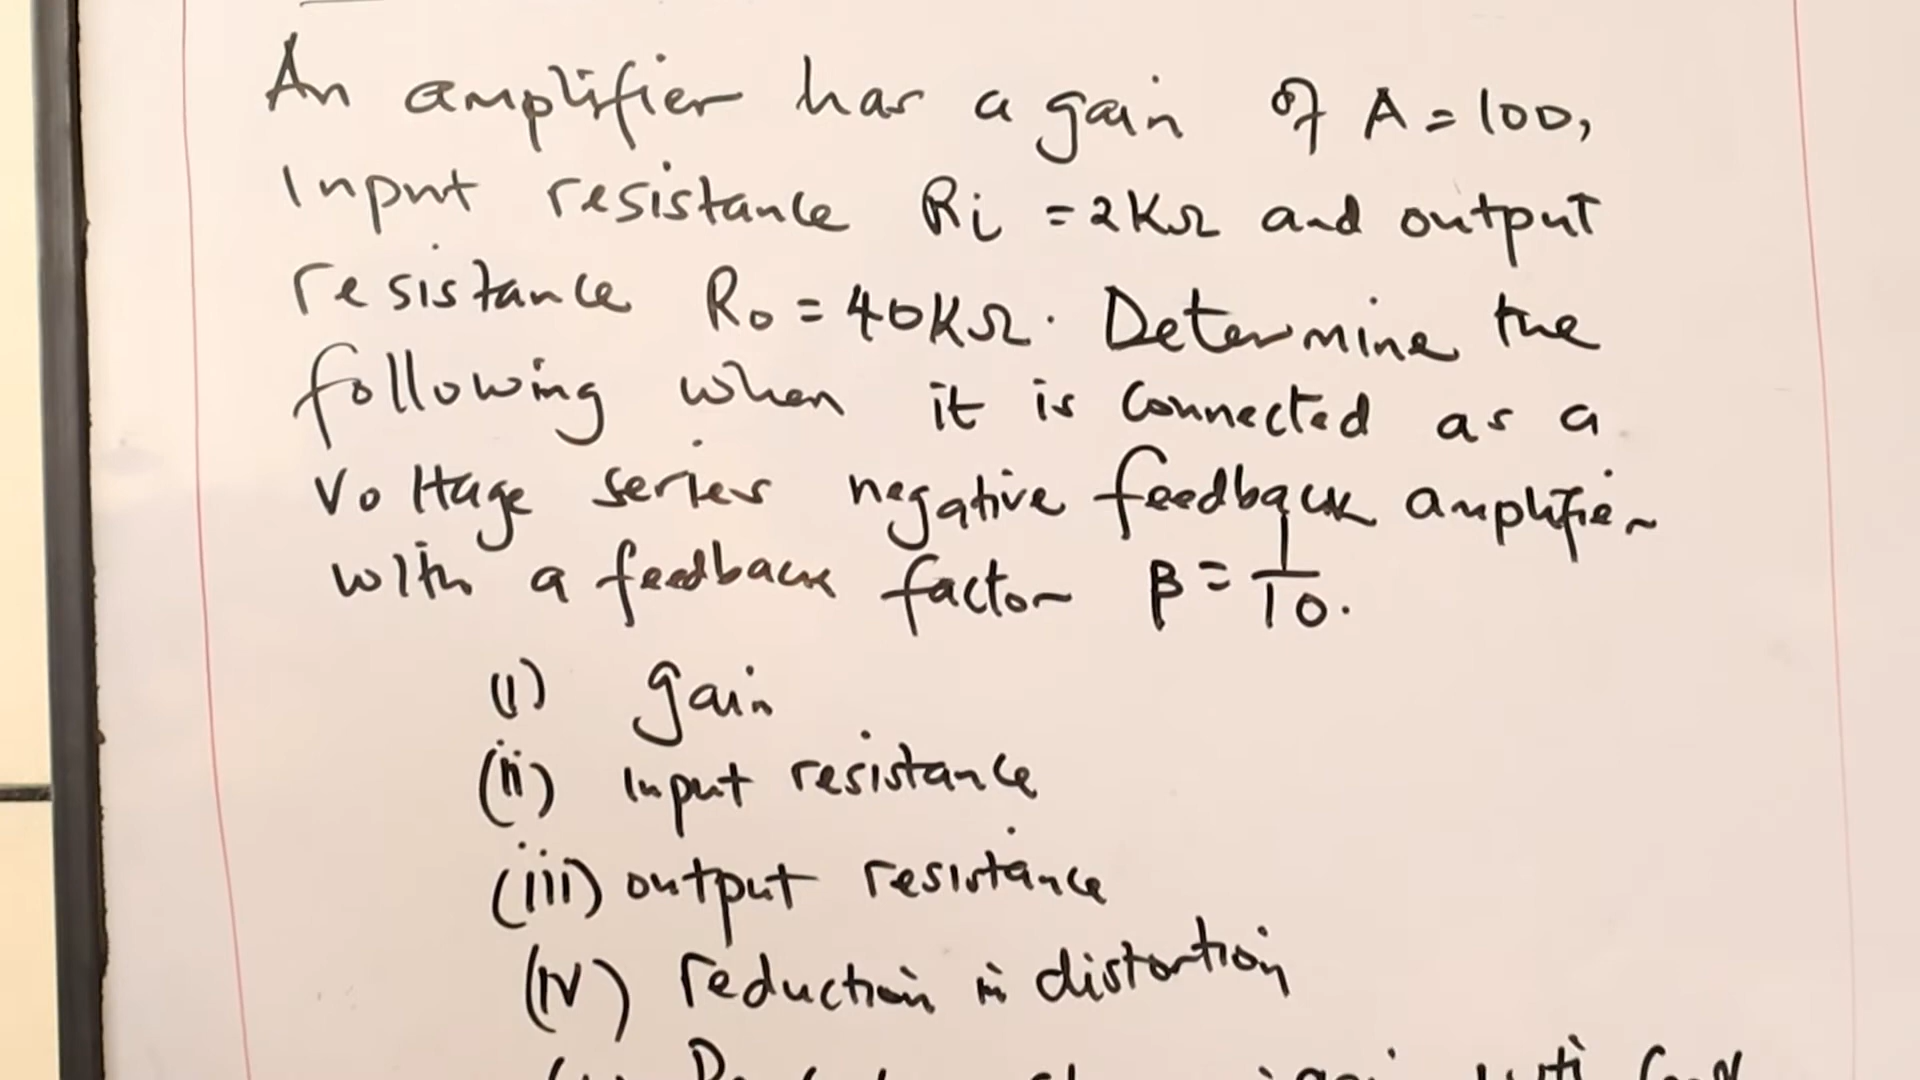 An amplifier has a gain of A = 100,
Input resistance Ri = 2KΩ and output
resistance Ro = 40KΩ. Determine the
following when it is connected as a
Voltage series negative feedback amplifier
with a feedback factor β = 1/10.
(i) gain
(ii) Input resistance
(iii) output resistance
(iv) reduction in distortion